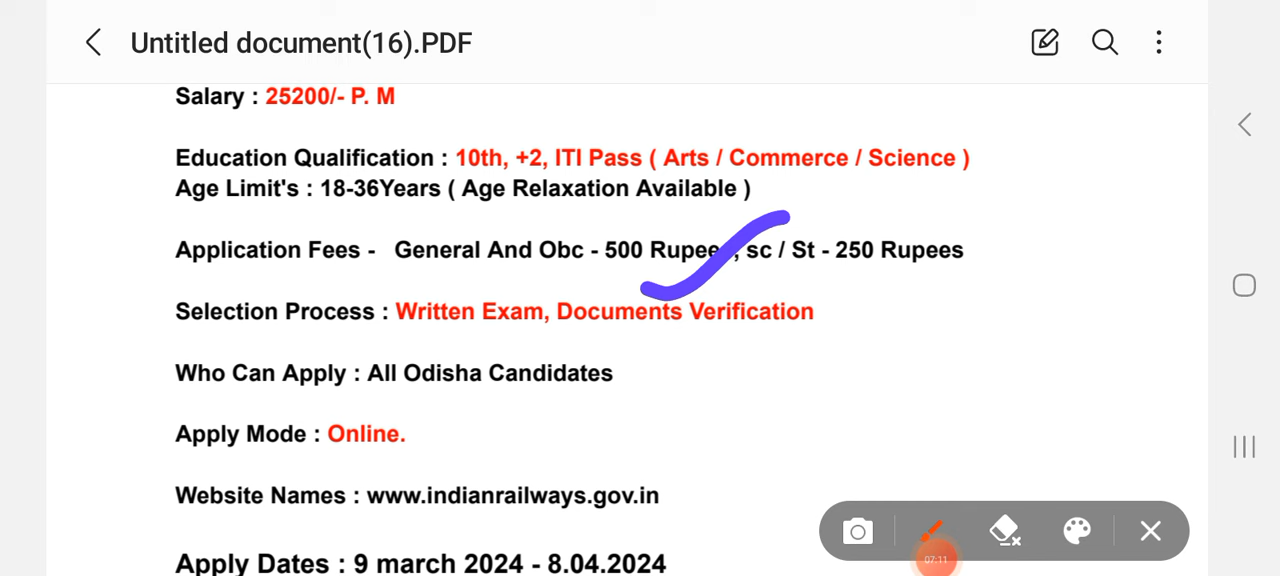 Untitled document(16).PDF
Salary : 25200/- P. M
Education Qualification : 10th, +2, ITI Pass ( Arts / Commerce / Science )
Age Limit's : 18-36Years ( Age Relaxation Available )
Application Fees - General And Obc - 500 Rupees, sc / St - 250 Rupees
Selection Process : Written Exam, Documents Verification
Who Can Apply : All Odisha Candidates
Apply Mode : Online.
Website Names : www.indianrailways.gov.in
Apply Dates : 9 march 2024 - 8.04.2024
07:11